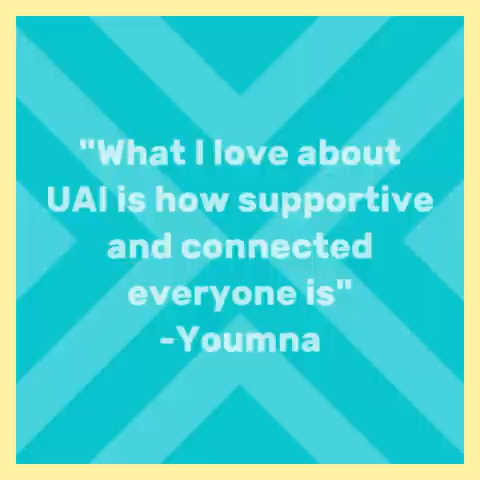 "What I love about
UAI is how supportive
and connected
everyone is"
-Youmna